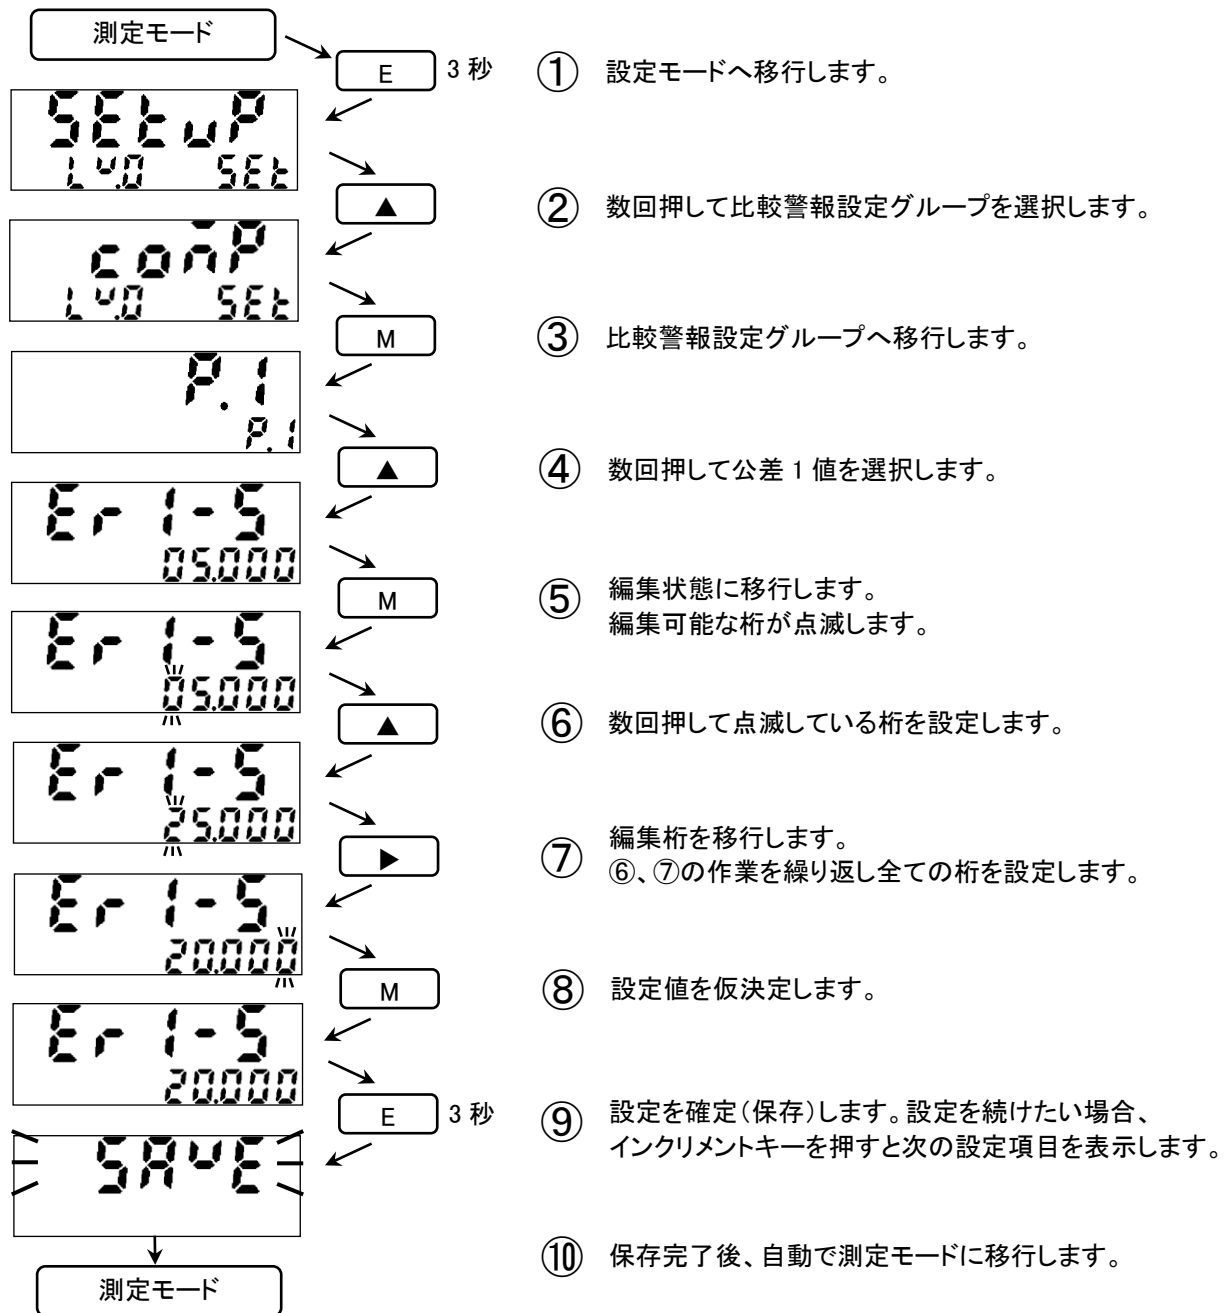 測定モード
E 3 秒 ① 設定モードへ移行します。
SEtuP
Lv.0 SEt
▲ ② 数回押して比較警報設定グループを選択します。
comP
Lv.0 SEt
M ③ 比較警報設定グループへ移行します。
P. 1
P. 1
▲ ④ 数回押して公差 1 値を選択します。
Er 1-S
05.000
M ⑤ 編集状態に移行します。
編集可能な桁が点滅します。
Er 1-S
05.000
▲ ⑥ 数回押して点滅している桁を設定します。
Er 1-S
25.000
▶ ⑦ 編集桁を移行します。
⑥、⑦の作業を繰り返し全ての桁を設定します。
Er 1-S
20.000
M ⑧ 設定値を仮決定します。
Er 1-S
20.000
E 3 秒 ⑨ 設定を確定(保存)します。設定を続けたい場合、
インクリメントキーを押すと次の設定項目を表示します。
SAvE
⑩ 保存完了後、自動で測定モードに移行します。
測定モード